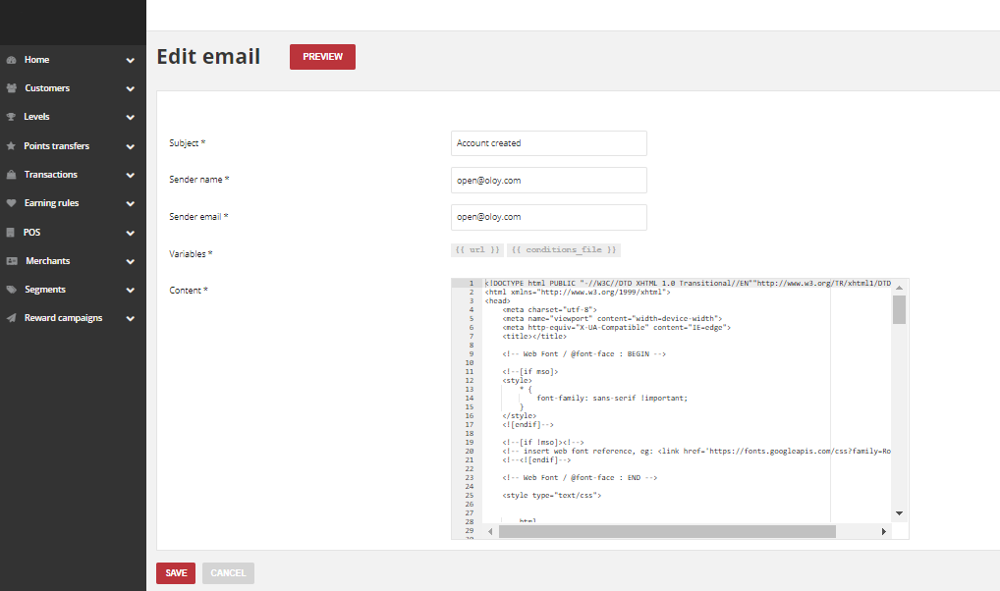 Edit email
PREVIEW
Home
Customers
Levels
Points transfers
Transactions
Earning rules
POS
Merchants
Segments
Reward campaigns
Subject *
Account created
Sender name *
open@oloy.com
Sender email *
open@oloy.com
Variables *
{{ url }} {{ conditions_file }}
Content *
1 <!DOCTYPE html PUBLIC "-//W3C//DTD XHTML 1.0 Transitional//EN""http://www.w3.org/TR/xhtml1/DTD
2 <html xmlns="http://www.w3.org/1999/xhtml">
3 <head>
4 <meta charset="utf-8">
5 <meta name="viewport" content="width=device-width">
6 <meta http-equiv="X-UA-Compatible" content="IE=edge">
7 <title></title>
8
9 <!-- Web Font / @font-face : BEGIN -->
10
11 <!--[if mso]>
12 <style>
13 * {
14 font-family: sans-serif !important;
15 }
16 </style>
17 <![endif]-->
18
19 <!--[if !mso]><!-->
20 <!-- insert web font reference, eg: <link href='https://fonts.googleapis.com/css?family=Ro
21 <!--<![endif]-->
22
23 <!-- Web Font / @font-face : END -->
24
25 <style type="text/css">
26
27
28 html
29
SAVE
CANCEL